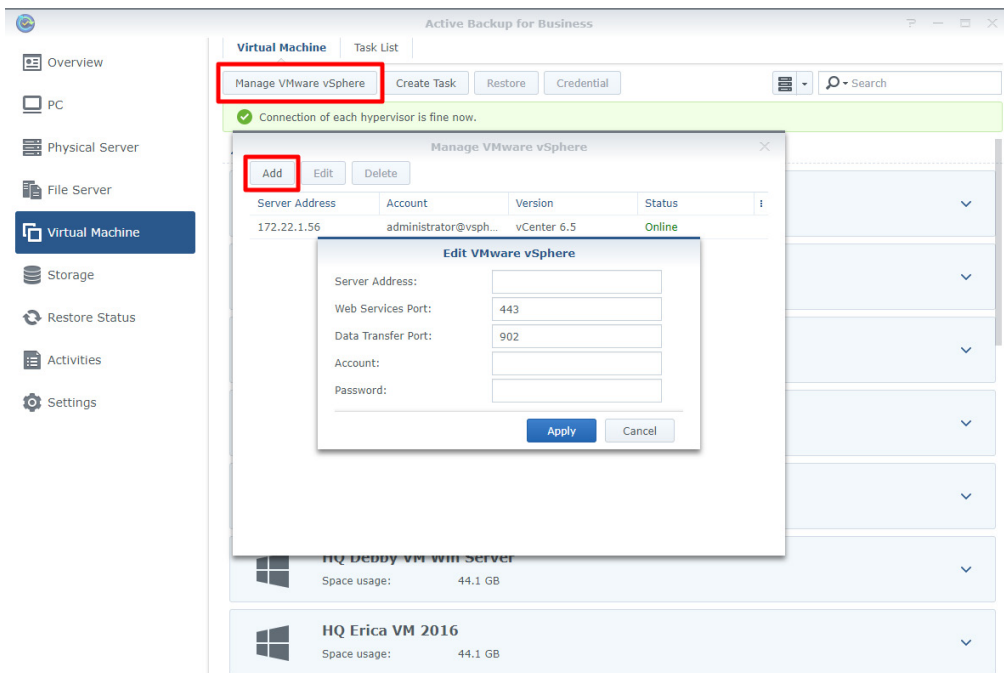 Active Backup for Business
Overview
PC
Physical Server
File Server
Virtual Machine
Storage
Restore Status
Activities
Settings
Virtual Machine Task List
Manage VMware vSphere Create Task Restore Credential Search
Connection of each hypervisor is fine now.
Manage VMware vSphere
Add Edit Delete
Server Address Account Version Status
172.22.1.56 administrator@vsph... vCenter 6.5 Online
Edit VMware vSphere
Server Address:
Web Services Port: 443
Data Transfer Port: 902
Account:
Password:
Apply Cancel
HQ Debby VM Win Server
Space usage: 44.1 GB
HQ Erica VM 2016
Space usage: 44.1 GB